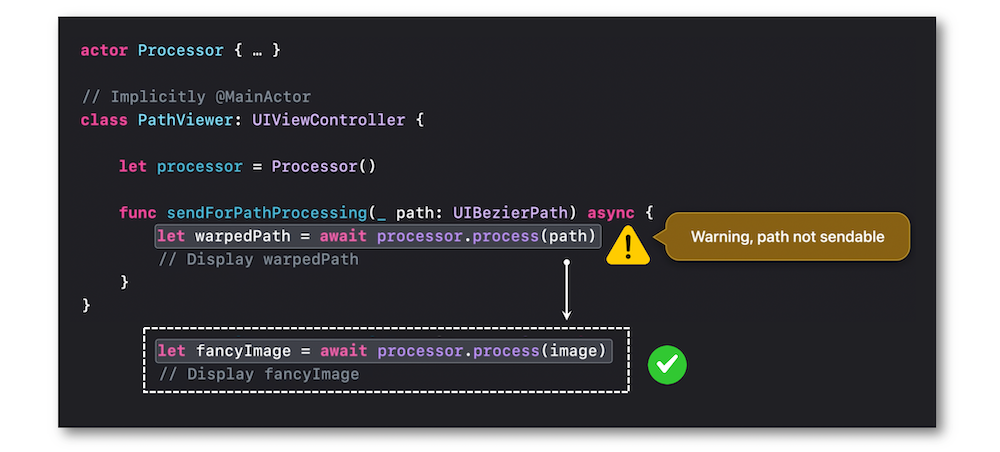 actor Processor { … }
// Implicitly @MainActor
class PathViewer: UIViewController {
let processor = Processor()
func sendForPathProcessing(_ path: UIBezierPath) async {
let warpedPath = await processor.process(path)
Warning, path not sendable
// Display warpedPath
}
}
let fancyImage = await processor.process(image)
// Display fancyImage